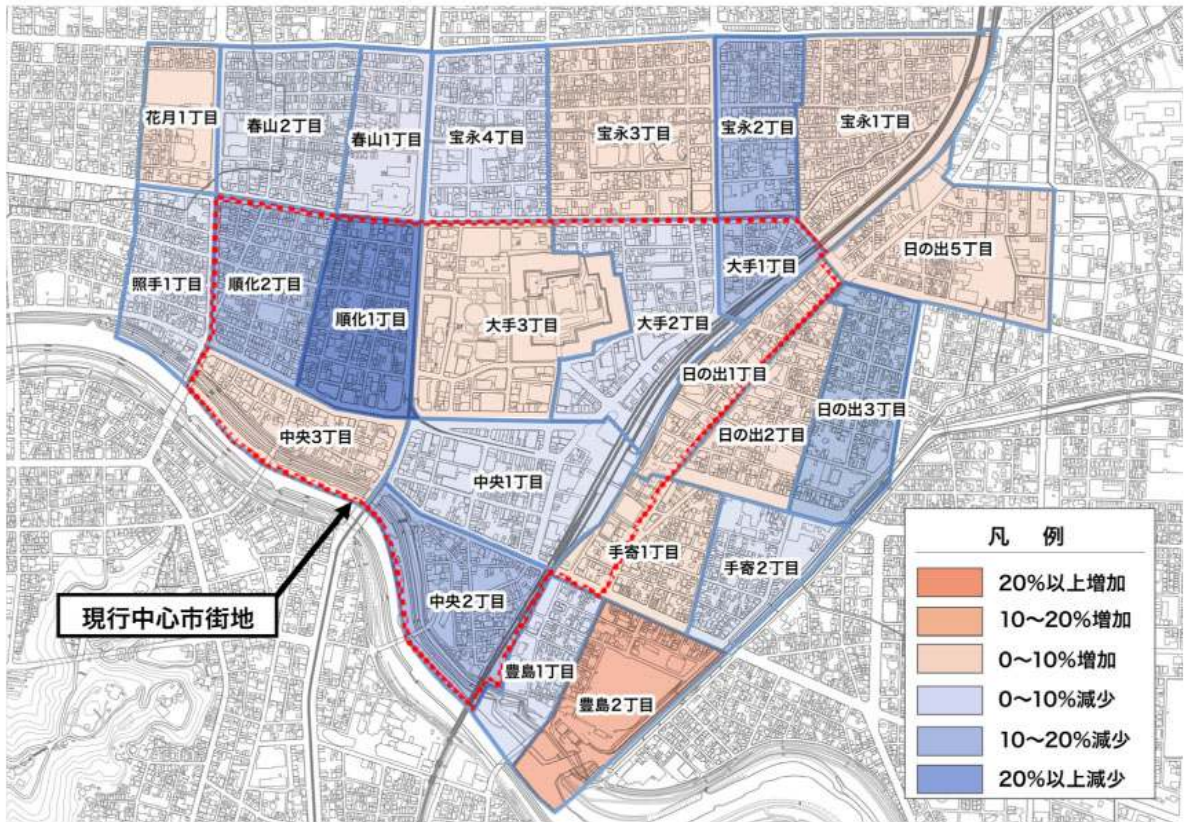 花月1丁目
春山2丁目
春山1丁目
宝永4丁目
宝永3丁目
宝永2丁目
宝永1丁目
日の出5丁目
照手1丁目
順化2丁目
順化1丁目
大手3丁目
大手2丁目
大手1丁目
日の出1丁目
日の出2丁目
日の出3丁目
中央3丁目
中央1丁目
手寄1丁目
手寄2丁目
中央2丁目
豊島1丁目
豊島2丁目
現行中心市街地
凡 例
20%以上増加
10~20%増加
0~10%増加
0~10%減少
10~20%減少
20%以上減少